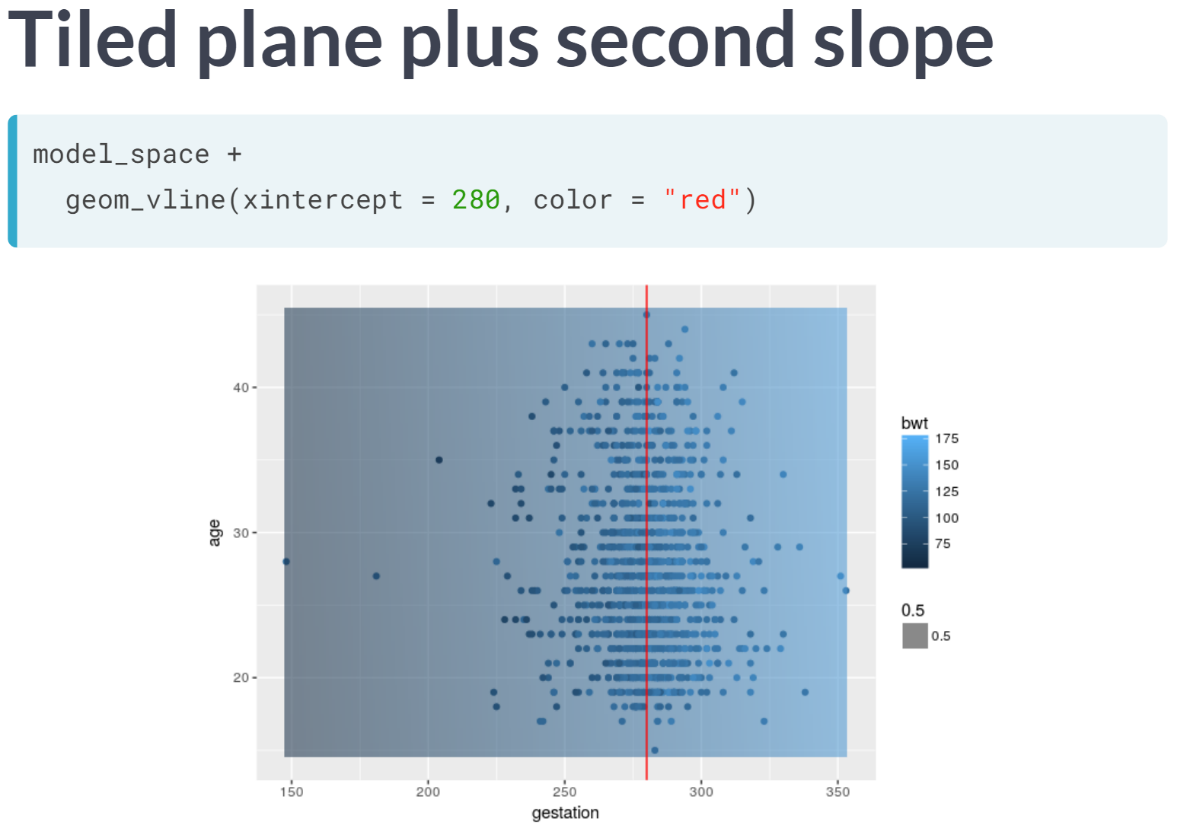 Tiled plane plus second slope
model_space +
geom_vline(xintercept = 280, color = "red")
40
30
20
age
150
200
250
300
350
gestation
bwt
175
150
125
100
75
0.5
0.5